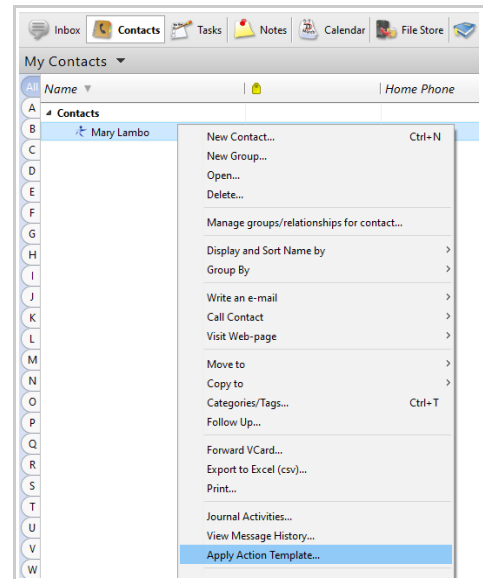 Inbox Contacts Tasks Notes Calendar File Store
My Contacts
All Name Home Phone
A Contacts
B Mary Lambo
C
D
E
F
G
H
I
J
K
L
M
N
O
P
Q
R
S
T
U
V
W
New Contact... Ctrl+N
New Group...
Open...
Delete...
Manage groups/relationships for contact...
Display and Sort Name by
Group By
Write an e-mail
Call Contact
Visit Web-page
Move to
Copy to
Categories/Tags... Ctrl+T
Follow Up...
Forward VCard...
Export to Excel (csv)...
Print...
Journal Activities...
View Message History...
Apply Action Template...